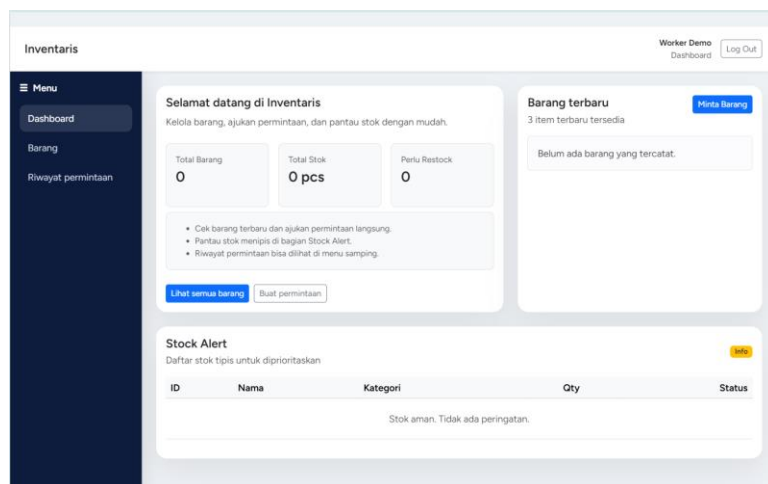 Inventaris
Worker Demo
Dashboard
Log Out
Menu
Dashboard
Barang
Riwayat permintaan
Selamat datang di Inventaris
Kelola barang, ajukan permintaan, dan pantau stok dengan mudah.
Total Barang
0
Total Stok
0 pcs
Perlu Restock
0
• Cek barang terbaru dan ajukan permintaan langsung.
• Pantau stok menipis di bagian Stock Alert.
• Riwayat permintaan bisa dilihat di menu samping.
Lihat semua barang
Buat permintaan
Barang terbaru
3 item terbaru tersedia
Minta Barang
Belum ada barang yang tercatat.
Stock Alert
Daftar stok tipis untuk diprioritaskan
Info
ID Nama Kategori Qty Status
Stok aman. Tidak ada peringatan.